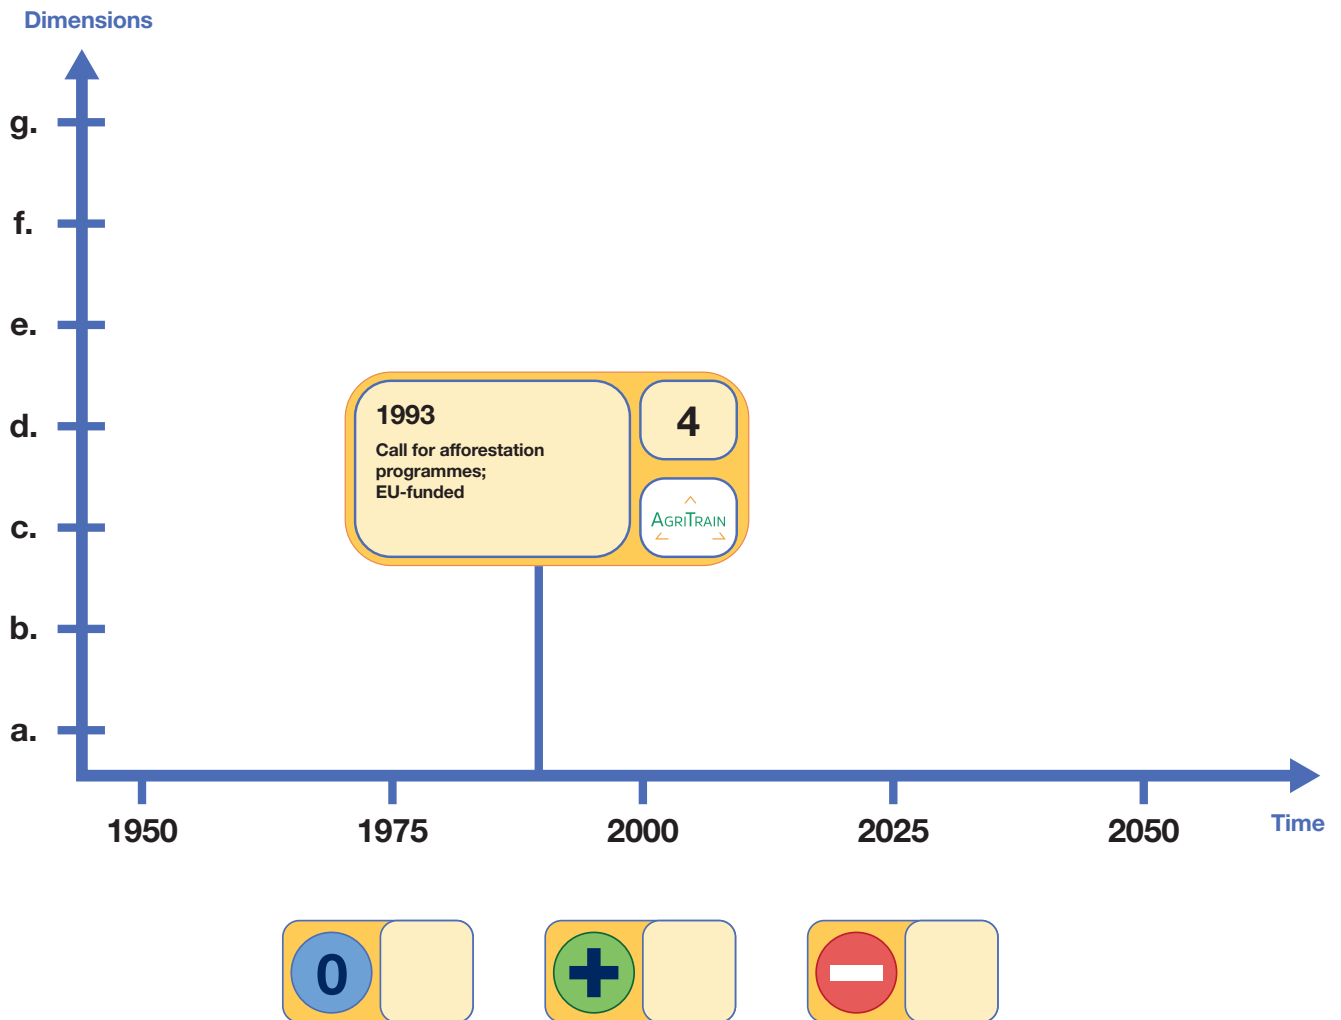 Dimensions
g.
f.
e.
d.
c.
b.
a.
1993
Call for afforestation
programmes;
EU-funded
4
AGRITRAIN
1950
1975
2000
2025
2050
Time
0
+
−